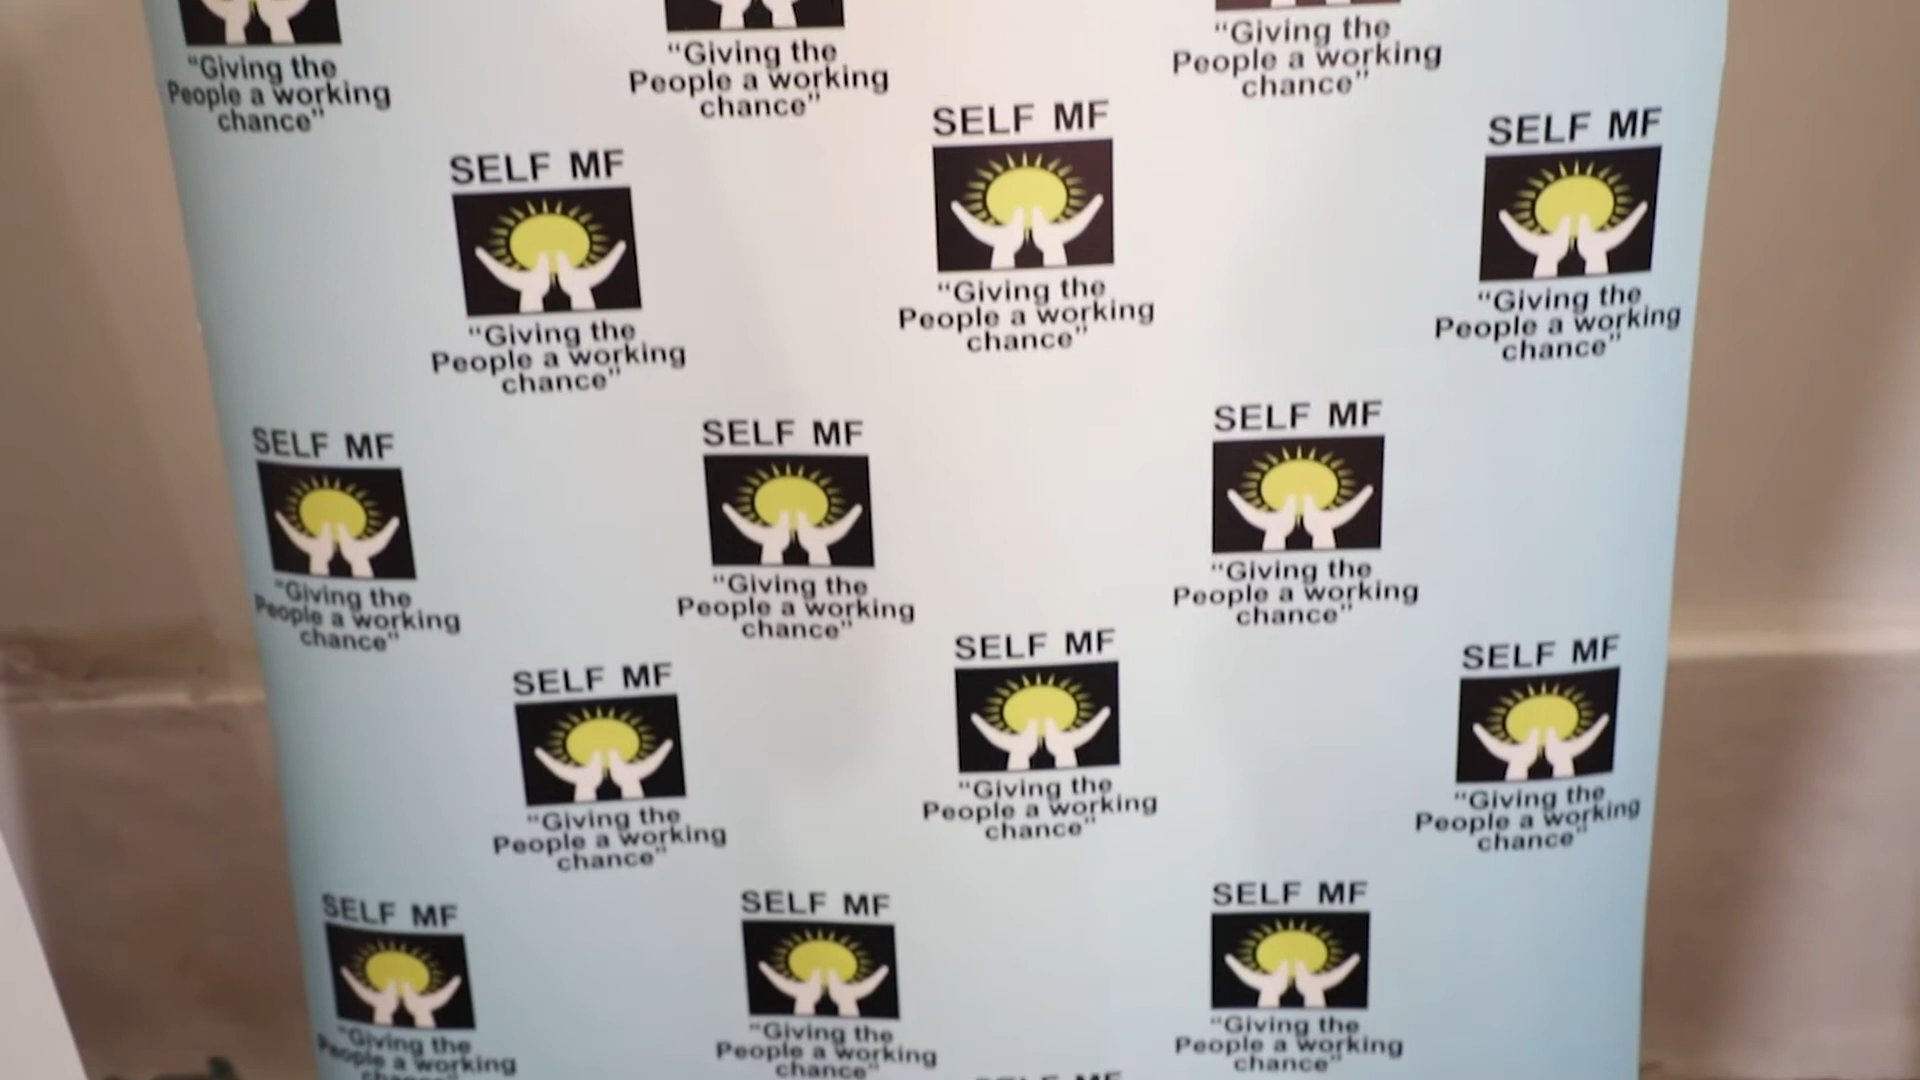 "Giving the
People a working
chance"
"Giving the
People a working
chance"
"Giving the
People a working
chance"
SELF MF
"Giving the
People a working
chance"
SELF MF
"Giving the
People a working
chance"
SELF MF
"Giving the
People a working
chance"
SELF MF
"Giving the
People a working
chance"
SELF MF
"Giving the
People a working
chance"
SELF MF
"Giving the
People a working
chance"
SELF MF
"Giving the
People a working
chance"
SELF MF
"Giving the
People a working
chance"
SELF MF
"Giving the
People a working
chance"
SELF MF
"Giving the
People a working
chance"
SELF MF
"Giving the
People a working
chance"
SELF MF
"Giving the
People a working
chance"
SELF MF